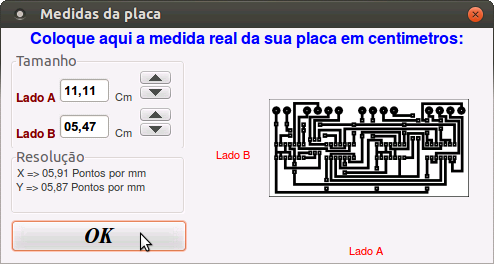 Medidas da placa
Coloque aqui a medida real da sua placa em centimetros:
Tamanho
Lado A 11,11 Cm
Lado B 05,47 Cm
Resolução
X => 05,91 Pontos por mm
Y => 05,87 Pontos por mm
OK
Lado B
Lado A